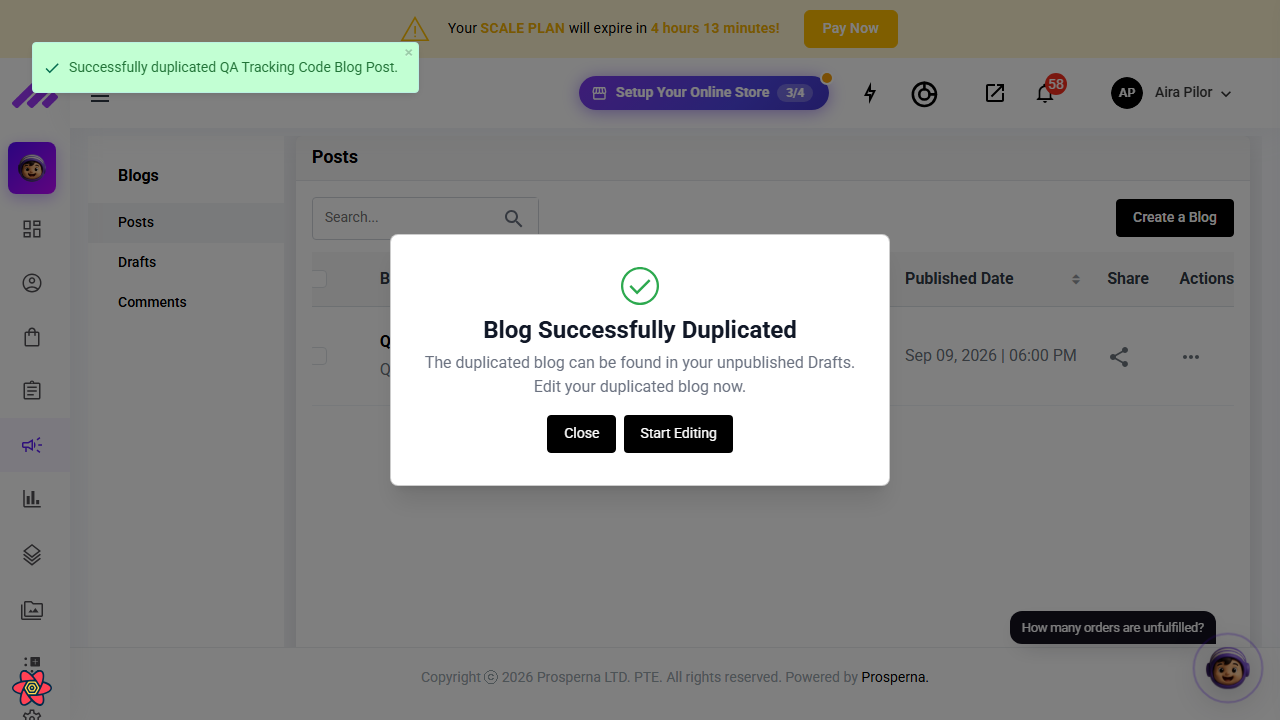 Your SCALE PLAN will expire in 4 hours 13 minutes!
Pay Now
Successfully duplicated QA Tracking Code Blog Post.
Setup Your Online Store 3/4
58
AP
Aira Pilor
Blogs
Posts
Drafts
Comments
Posts
Search...
Create a Blog
Published Date
Share
Actions
Sep 09, 2026 | 06:00 PM
Blog Successfully Duplicated
The duplicated blog can be found in your unpublished Drafts.
Edit your duplicated blog now.
Close
Start Editing
How many orders are unfulfilled?
Copyright © 2026 Prosperna LTD. PTE. All rights reserved. Powered by Prosperna.